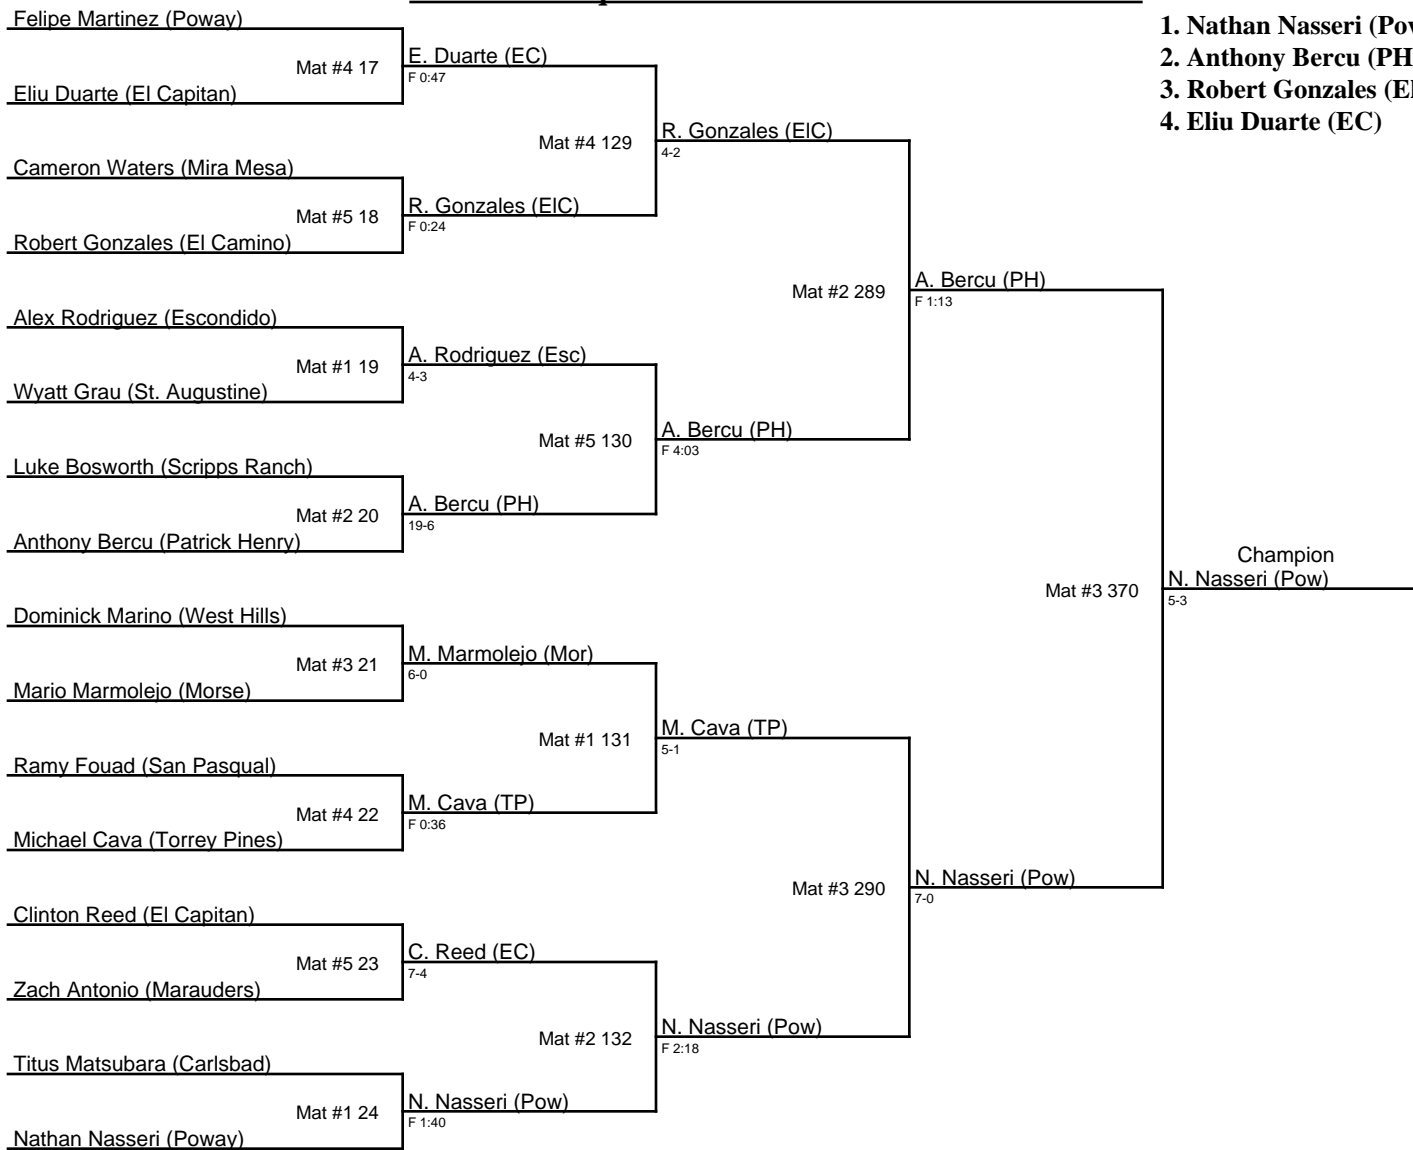 1. Nathan Nasseri
2. Anthony Bercu (PH
3. Robert Gonzales
4. Eliu Duarte (EC)
Felipe Martinez (Poway)
Mat #4 17
E. Duarte (EC)
F 0:47
Eliu Duarte (El Capitan)
Mat #4 129
R. Gonzales (ElC)
4-2
Cameron Waters (Mira Mesa)
Mat #5 18
R. Gonzales (ElC)
F 0:24
Robert Gonzales (El Camino)
Mat #2 289
A. Bercu (PH)
F 1:13
Alex Rodriguez (Escondido)
Mat #1 19
A. Rodriguez (Esc)
4-3
Wyatt Grau (St. Augustine)
Mat #5 130
A. Bercu (PH)
F 4:03
Luke Bosworth (Scripps Ranch)
Mat #2 20
A. Bercu (PH)
19-6
Anthony Bercu (Patrick Henry)
Champion
Mat #3 370
N. Nasseri (Pow)
5-3
Dominick Marino (West Hills)
Mat #3 21
M. Marmolejo (Mor)
6-0
Mario Marmolejo (Morse)
Mat #1 131
M. Cava (TP)
5-1
Ramy Fouad (San Pasqual)
Mat #4 22
M. Cava (TP)
F 0:36
Michael Cava (Torrey Pines)
Mat #3 290
N. Nasseri (Pow)
7-0
Clinton Reed (El Capitan)
Mat #5 23
C. Reed (EC)
7-4
Zach Antonio (Marauders)
Mat #2 132
N. Nasseri (Pow)
F 2:18
Titus Matsubara (Carlsbad)
Mat #1 24
N. Nasseri (Pow)
F 1:40
Nathan Nasseri (Poway)